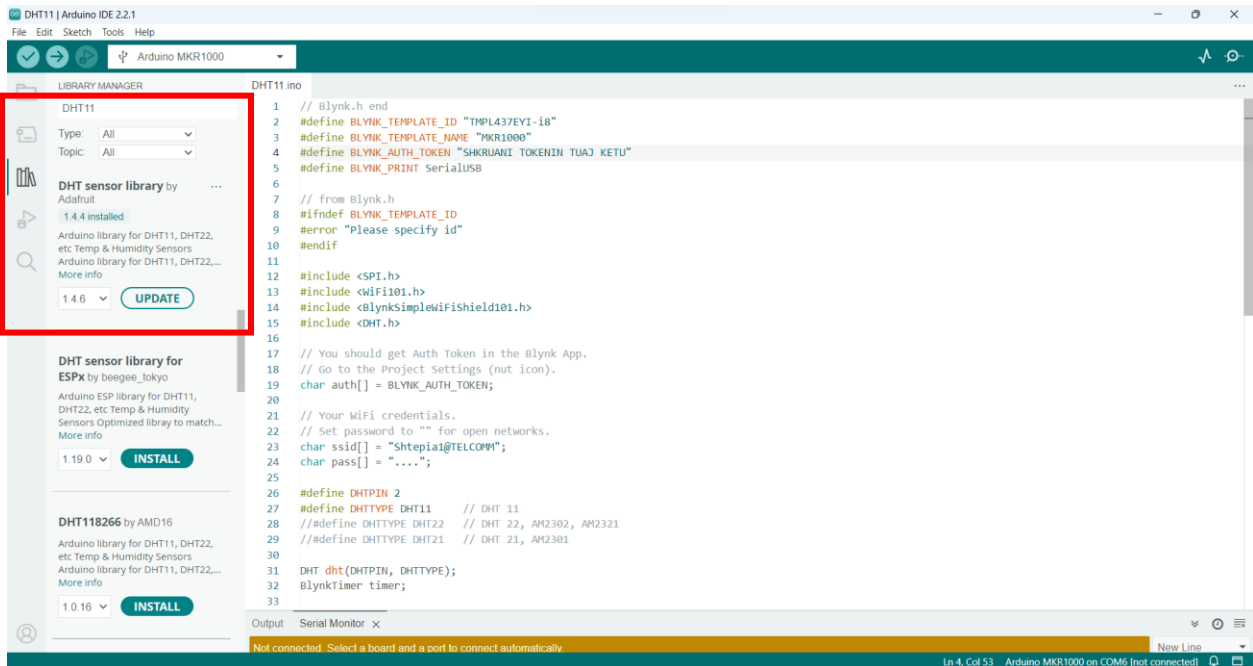 DHT11 | Arduino IDE 2.2.1
File Edit Sketch Tools Help
Arduino MKR1000
LIBRARY MANAGER
DHT11
Type: All
Topic: All
DHT sensor library by
Adafruit
1.4.4 installed
Arduino library for DHT11, DHT22,
etc Temp & Humidity Sensors
Arduino library for DHT11, DHT22,...
More info
1.4.6 UPDATE
DHT sensor library for
ESPx by beegee_tokyo
Arduino ESP library for DHT11,
DHT22, etc Temp & Humidity
Sensors Optimized libray to match...
More info
1.19.0 INSTALL
DHT118266 by AMD16
Arduino library for DHT11, DHT22,
etc Temp & Humidity Sensors
Arduino library for DHT11, DHT22,...
More info
1.0.16 INSTALL
DHT11.ino
1 // Blynk.h end
2 #define BLYNK_TEMPLATE_ID "TMPL437EYI-i8"
3 #define BLYNK_TEMPLATE_NAME "MKR1000"
4 #define BLYNK_AUTH_TOKEN "SHKRUANI TOKENIN TUAJ KETU"
5 #define BLYNK_PRINT SerialUSB
6
7 // from Blynk.h
8 #ifndef BLYNK_TEMPLATE_ID
9 #error "Please specify id"
10 #endif
11
12 #include <SPI.h>
13 #include <WiFi101.h>
14 #include <BlynkSimpleWiFiShield101.h>
15 #include <DHT.h>
16
17 // You should get Auth Token in the Blynk App.
18 // Go to the Project Settings (nut icon).
19 char auth[] = BLYNK_AUTH_TOKEN;
20
21 // Your WiFi credentials.
22 // Set password to "" for open networks.
23 char ssid[] = "Shtepia1@TELCOMM";
24 char pass[] = "....";
25
26 #define DHTPIN 2
27 #define DHTTYPE DHT11 // DHT 11
28 //#define DHTTYPE DHT22 // DHT 22, AM2302, AM2321
29 //#define DHTTYPE DHT21 // DHT 21, AM2301
30
31 DHT dht(DHTPIN, DHTTYPE);
32 BlynkTimer timer;
33
Output Serial Monitor
Not connected. Select a board and a port to connect automatically.
New Line
Ln 4, Col 53 Arduino MKR1000 on COM6 [not connected]